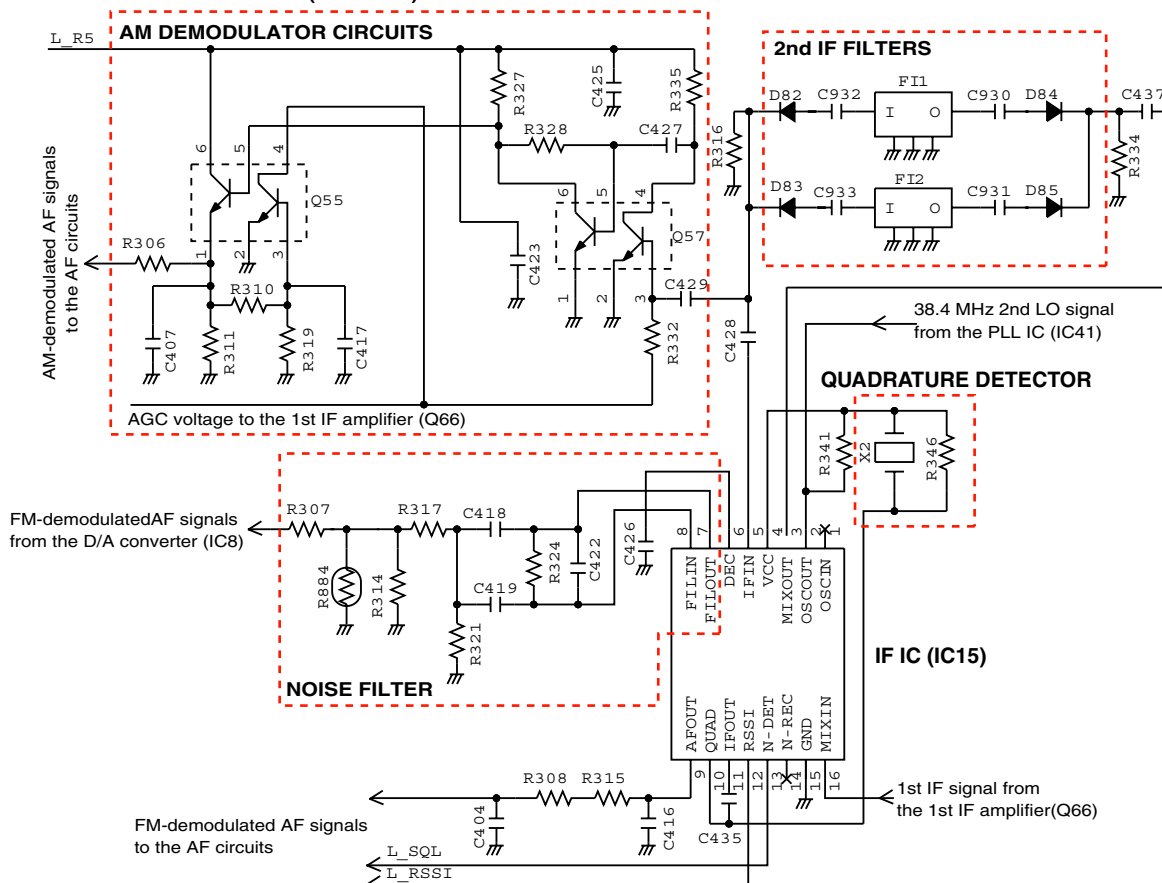 AM DEMODULATOR CIRCUITS
L_R5
2nd IF FILTERS
R327
C425
R335
R328
C427
6
5
4
Q55
1
2
3
6
5
4
Q57
1
2
3
R306
R310
C407
R311
R319
C417
C423
C429
R332
C428
AM-demodulated AF signals
to the AF circuits
AGC voltage to the 1st IF amplifier (Q66)
R316
D82
C932
FI1
I
O
C930
D84
C437
R334
D83
C933
FI2
I
O
C931
D85
38.4 MHz 2nd LO signal
from the PLL IC (IC41)
QUADRATURE DETECTOR
R341
X2
R346
FM-demodulatedAF signals
from the D/A converter (IC8)
R307
R317
C418
R884
R314
C419
R321
R324
C422
C426
NOISE FILTER
8
7
6
5
4
3
2
1
FILIN
FILOUT
DEC
IFIN
VCC
MIXOUT
OSCOUT
OSCIN
IF IC (IC15)
AFOUT
QUAD
IFOUT
RSSI
N-DET
N-REC
GND
MIXIN
9
10
11
12
13
14
15
16
R308
R315
C404
C416
C435
1st IF signal from
the 1st IF amplifier(Q66)
FM-demodulated AF signals
to the AF circuits
L_SQL
L_RSSI